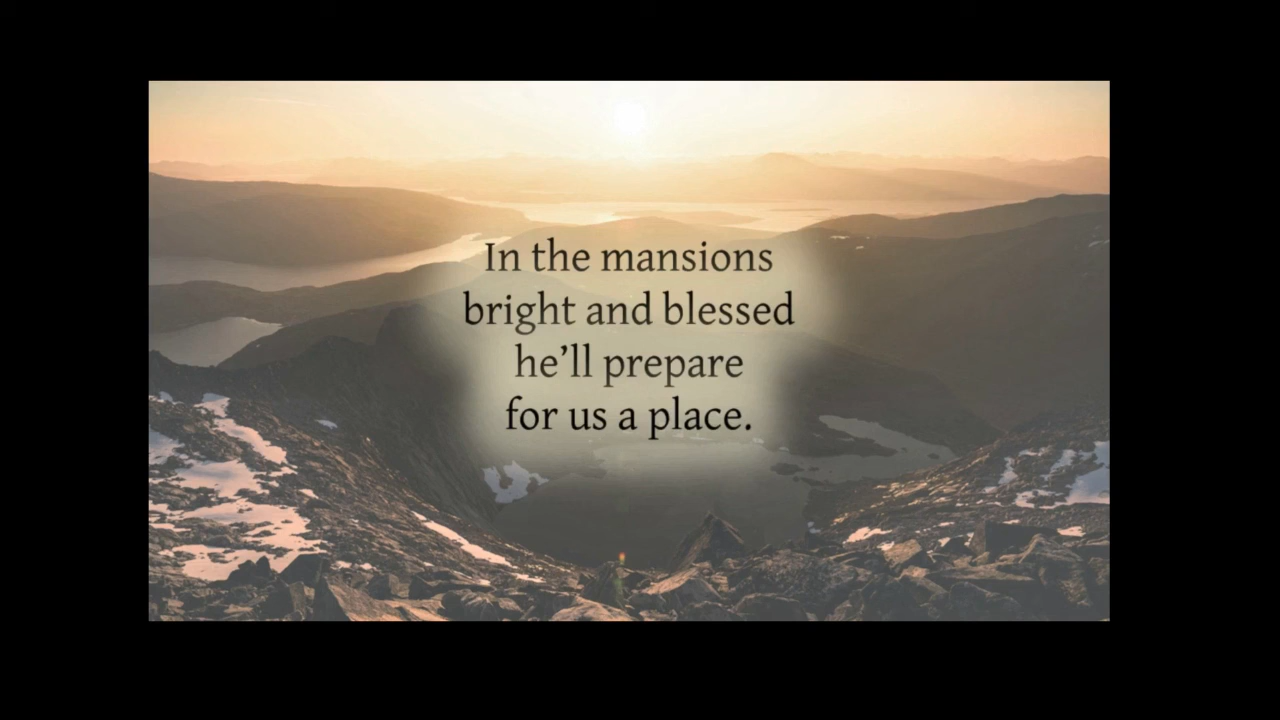 In the mansions
bright and blessed
he’ll prepare
for us a place.